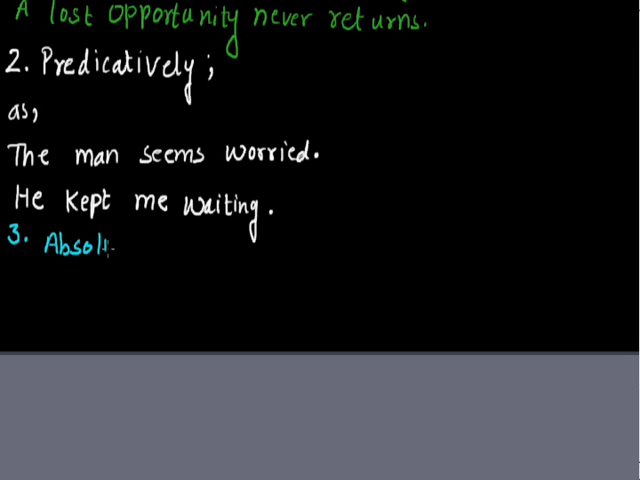 A lost opportunity never returns.
2. Predicatively;
as,
The man seems worried.
He kept me waiting.
3.